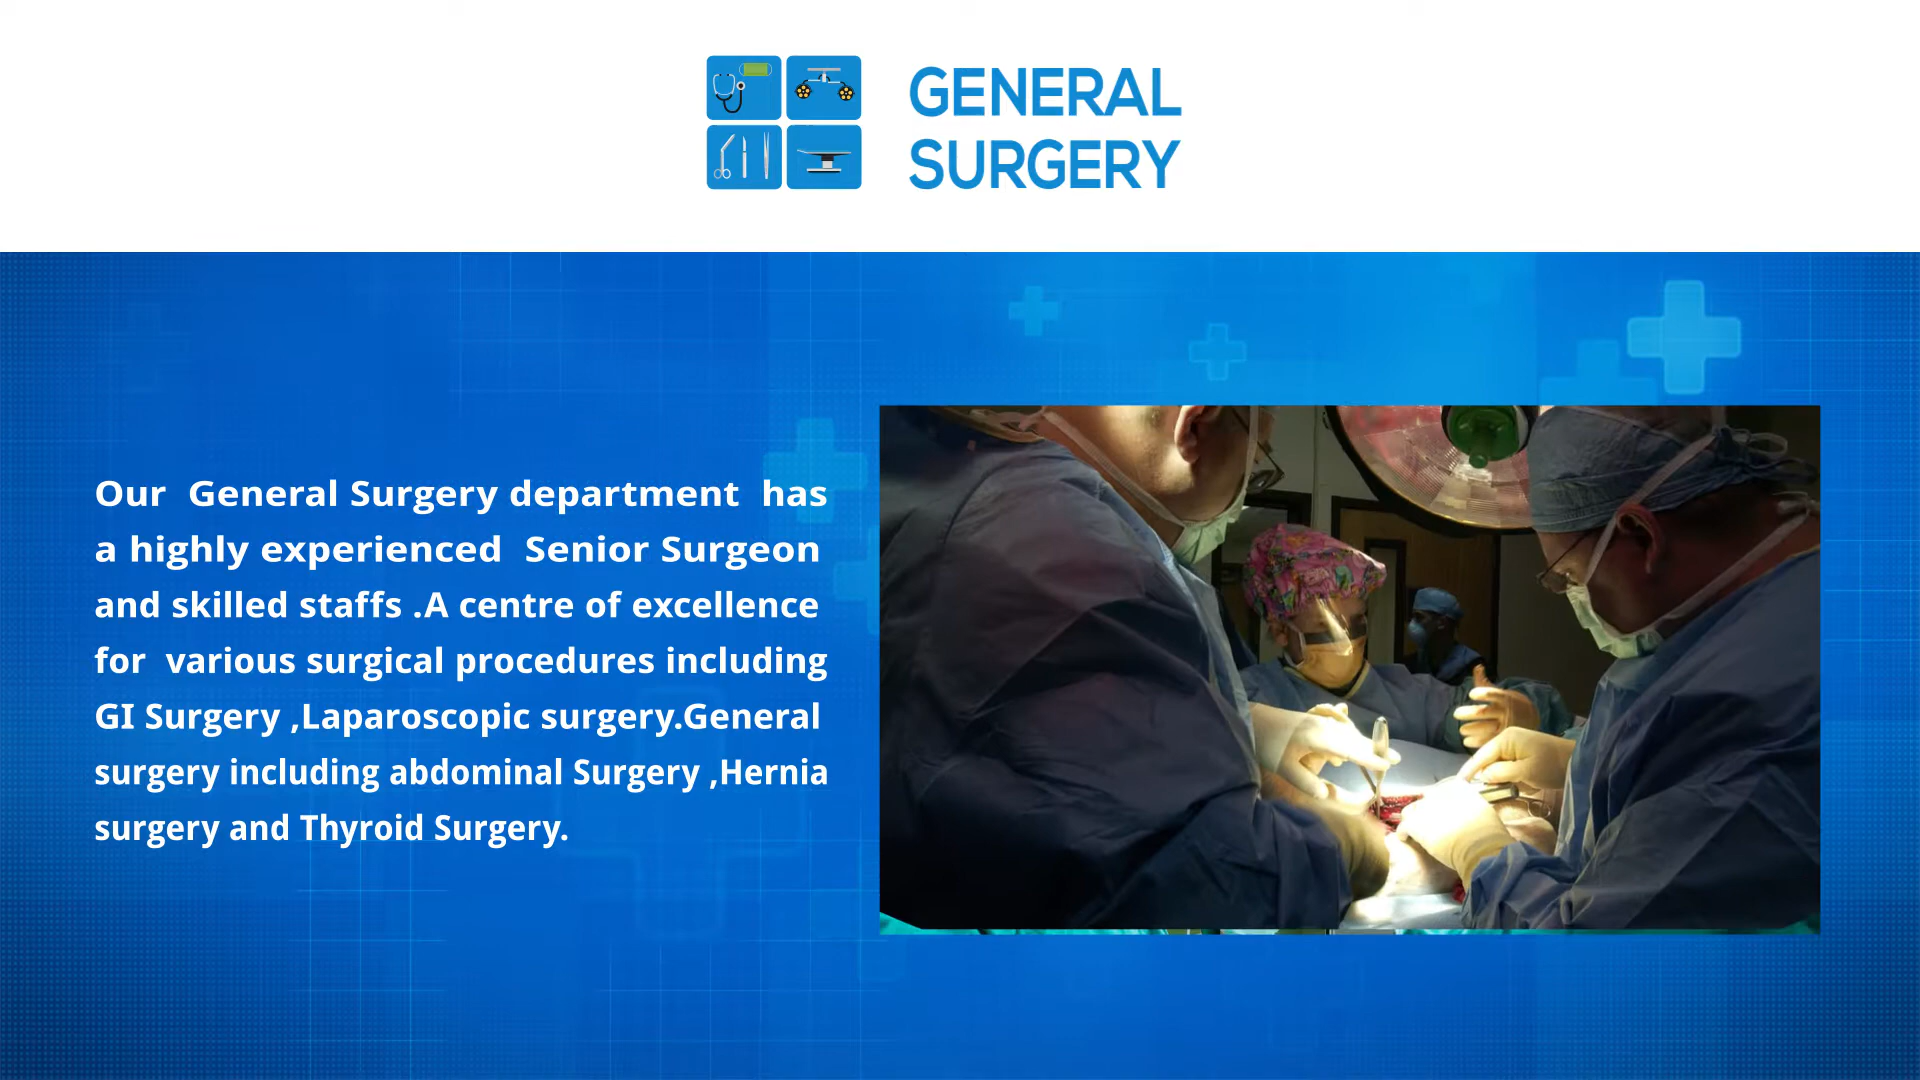 GENERAL
SURGERY
Our General Surgery department has
a highly experienced Senior Surgeon
and skilled staffs .A centre of excellence
for various surgical procedures including
GI Surgery ,Laparoscopic surgery.General
surgery including abdominal Surgery ,Hernia
surgery and Thyroid Surgery.